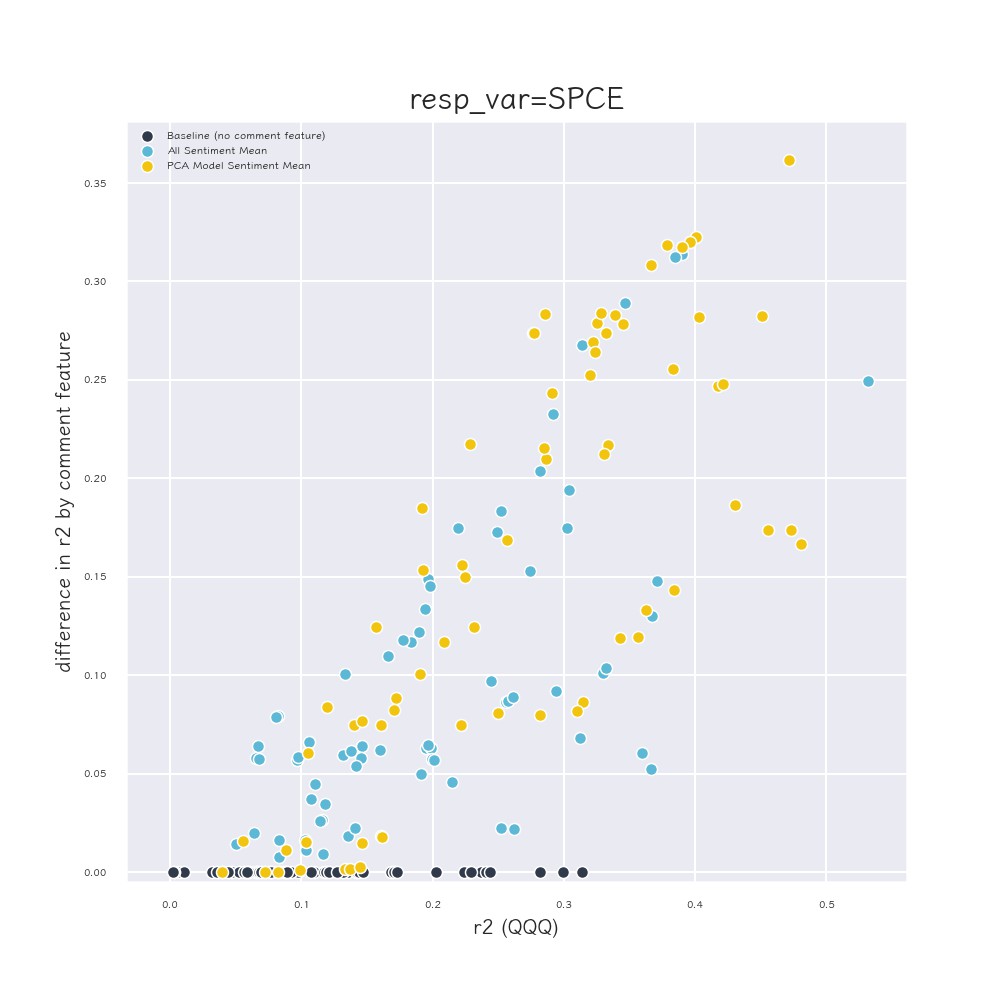 resp_var=SPCE
Baseline (no comment feature)
All Sentiment Mean
PCA Model Sentiment Mean
difference in r2 by comment feature
0.35
0.30
0.25
0.20
0.15
0.10
0.05
0.00
0.0 0.1 0.2 0.3 0.4 0.5
r2 (QQQ)